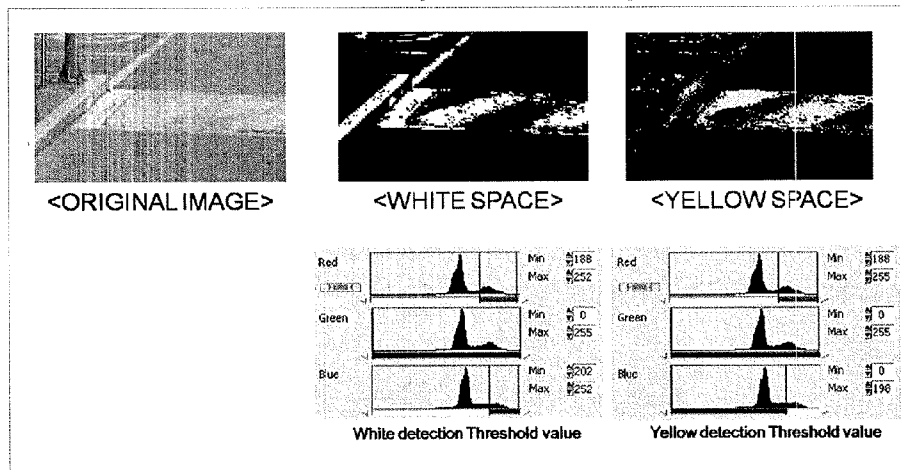 <ORIGINAL IMAGE>
<WHITE SPACE>
<YELLOW SPACE>
Red
Min 188
Max 252
Green
Min 0
Max 255
Blue
Min 202
Max 252
White detection Threshold value
Red
Min 188
Max 255
Green
Min 0
Max 255
Blue
Min 0
Max 198
Yellow detection Threshold value